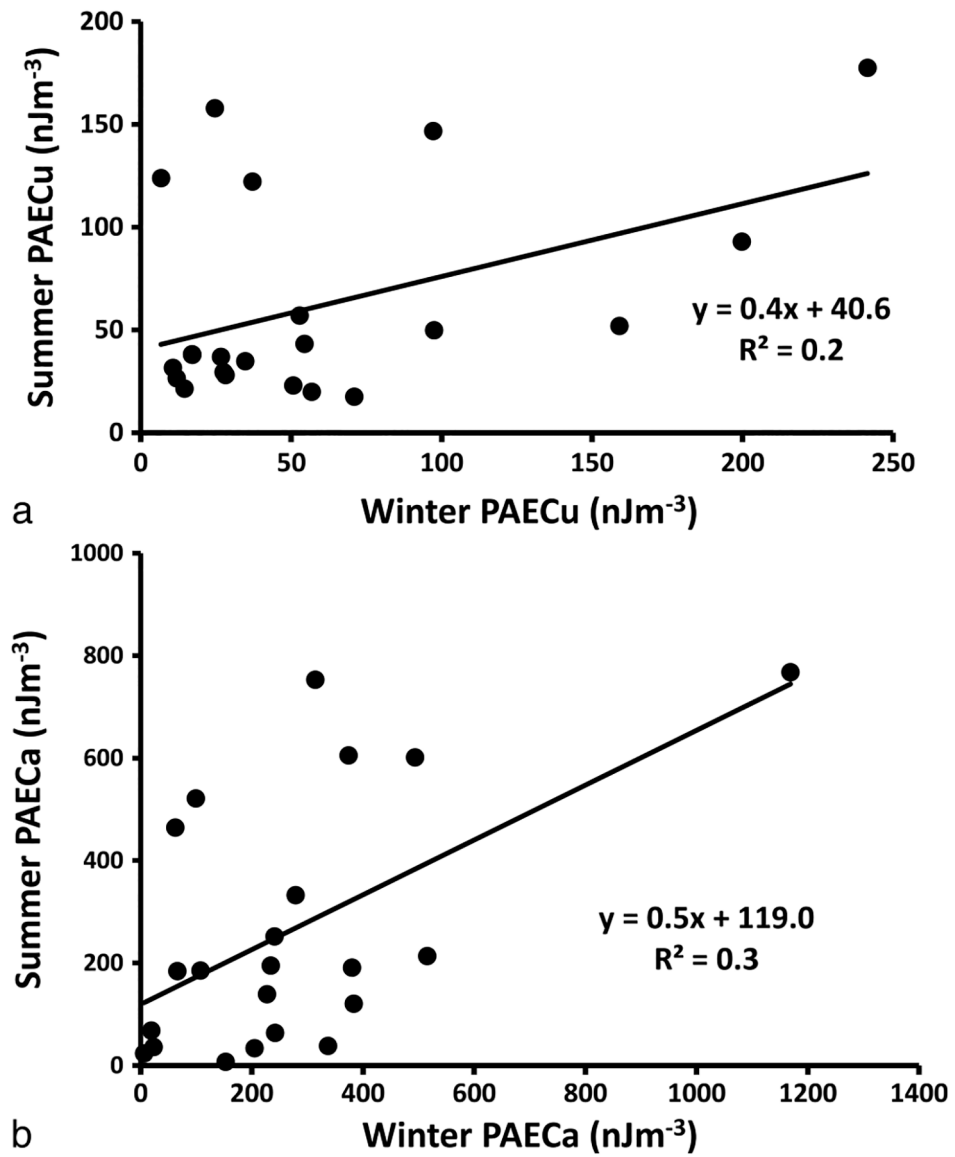 200
150
100
50
0
Summer PAECu (nJm⁻³)
y = 0.4x + 40.6
R² = 0.2
0 50 100 150 200 250
a
Winter PAECu (nJm⁻³)
1000
800
600
400
200
0
Summer PAECa (nJm⁻³)
y = 0.5x + 119.0
R² = 0.3
0 200 400 600 800 1000 1200 1400
b
Winter PAECa (nJm⁻³)